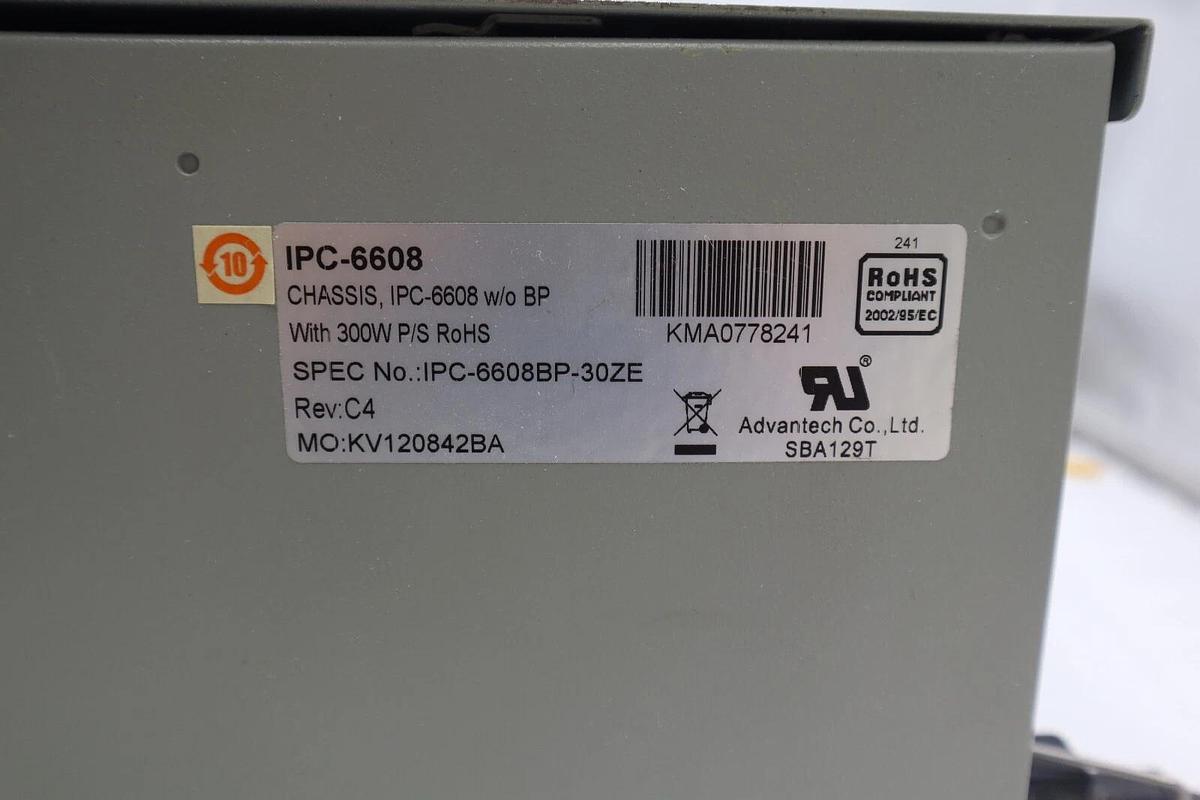 10
IPC-6608
CHASSIS, IPC-6608 w/o BP
With 300W P/S RoHS
SPEC No.:IPC-6608BP-30ZE
Rev:C4
MO:KV120842BA
KMA0778241
241
RoHS
COMPLIANT
2002/95/EC
RU®
Advantech Co.,Ltd.
SBA129T